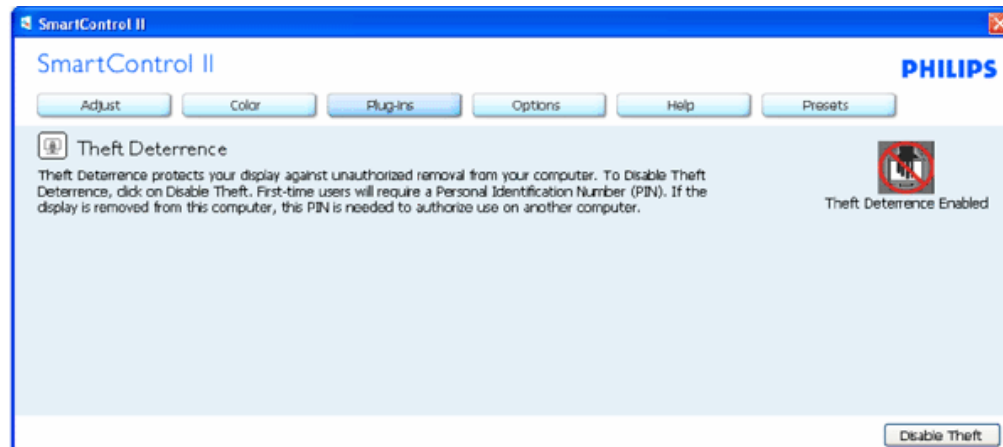 SmartControl II
SmartControl II
PHILIPS
Adjust Color Plug-Ins Options Help Presets
Theft Deterrence
Theft Deterrence protects your display against unauthorized removal from your computer. To Disable Theft
Deterrence, click on Disable Theft. First-time users will require a Personal Identification Number (PIN). If the
display is removed from this computer, this PIN is needed to authorize use on another computer.
Theft Deterrence Enabled
Disable Theft